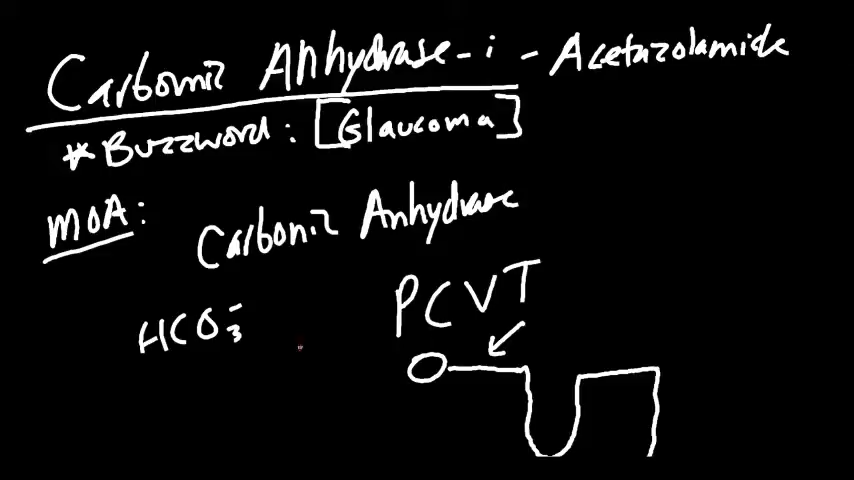 Carbonic Anhydrase-i - Acetazolamide
* Buzzword: [Glaucoma]
MOA:
Carbonic Anhydrase
PCVT
HCO3-